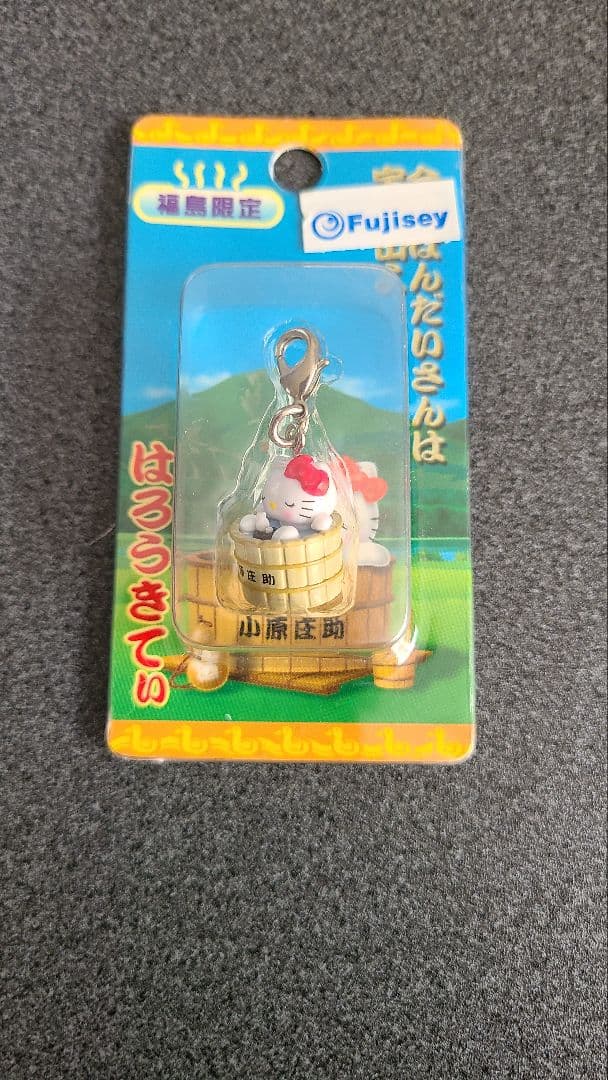 福島限定
Fujisey
ばんだいさんは
はろうきてぃ
庄助
小原庄助